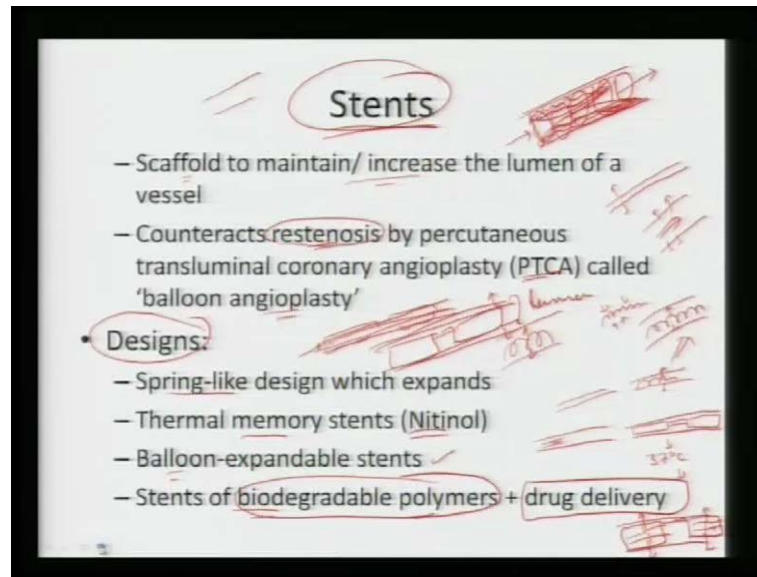 Stents
– Scaffold to maintain/ increase the lumen of a
vessel
– Counteracts restenosis by percutaneous
transluminal coronary angioplasty (PTCA) called
‘balloon angioplasty’
lumen
• Designs:
– Spring-like design which expands
– Thermal memory stents (Nitinol)
– Balloon-expandable stents
37°C
– Stents of biodegradable polymers + drug delivery